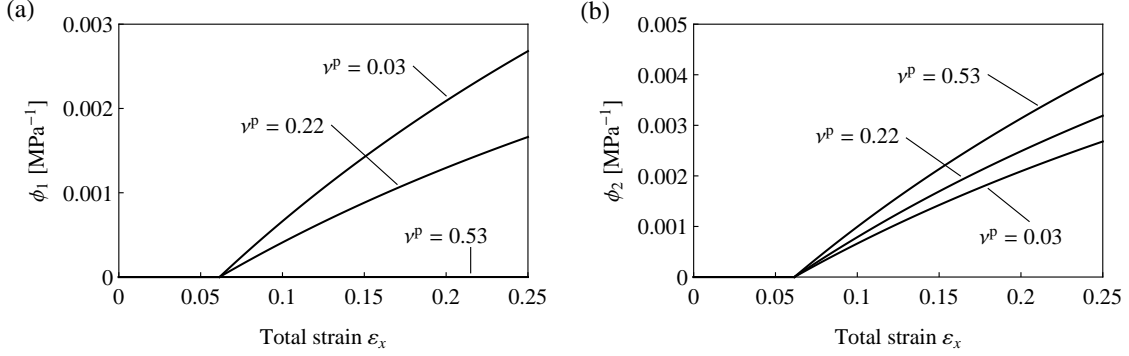 (a)
0.003
0.002
0.001
0
ϕ₁ [MPa⁻¹]
νᵖ = 0.03
νᵖ = 0.22
νᵖ = 0.53
0 0.05 0.1 0.15 0.2 0.25
Total strain εₓ
(b)
0.005
0.004
0.003
0.002
0.001
0
ϕ₂ [MPa⁻¹]
νᵖ = 0.53
νᵖ = 0.22
νᵖ = 0.03
0 0.05 0.1 0.15 0.2 0.25
Total strain εₓ